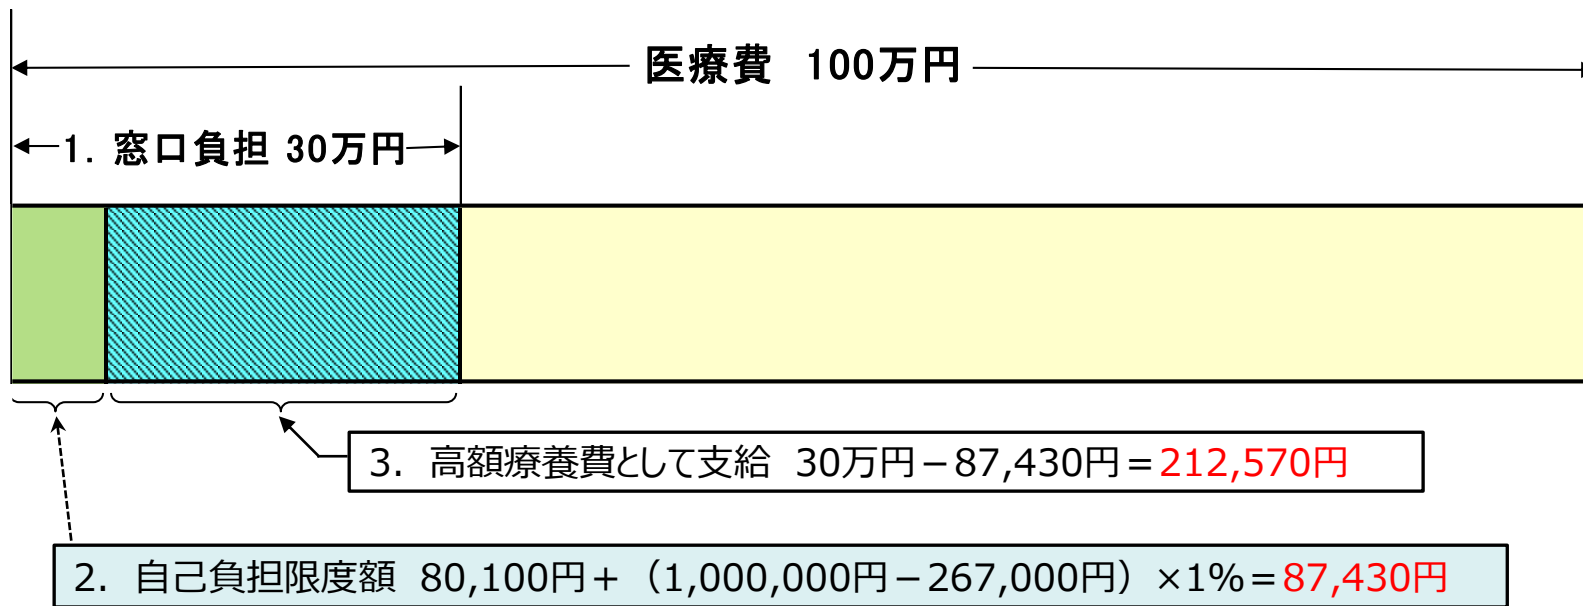 医療費　100万円
1. 窓口負担 30万円
3. 高額療養費として支給 30万円－87,430円＝212,570円
2. 自己負担限度額 80,100円＋（1,000,000円－267,000円）×1%＝87,430円